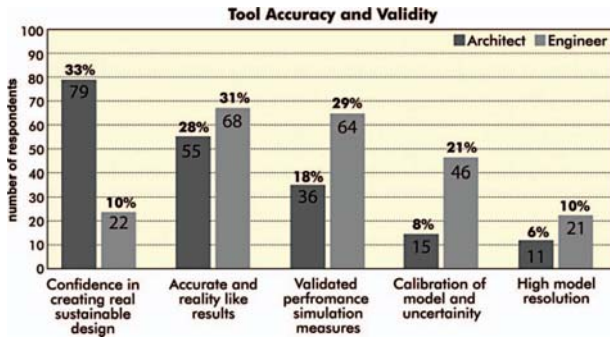 Tool Accuracy and Validity
Architect Engineer
number of respondents
100
90
80
70
60
50
40
30
20
10
0
33%
79
10%
22
28%
55
31%
68
18%
36
29%
64
8%
15
21%
46
6%
11
10%
21
Confidence in
creating real
sustainable
design
Accurate and
reality like
results
Validated
perfromance
simulation
measures
Calibration of
model and
uncertainity
High model
resolution